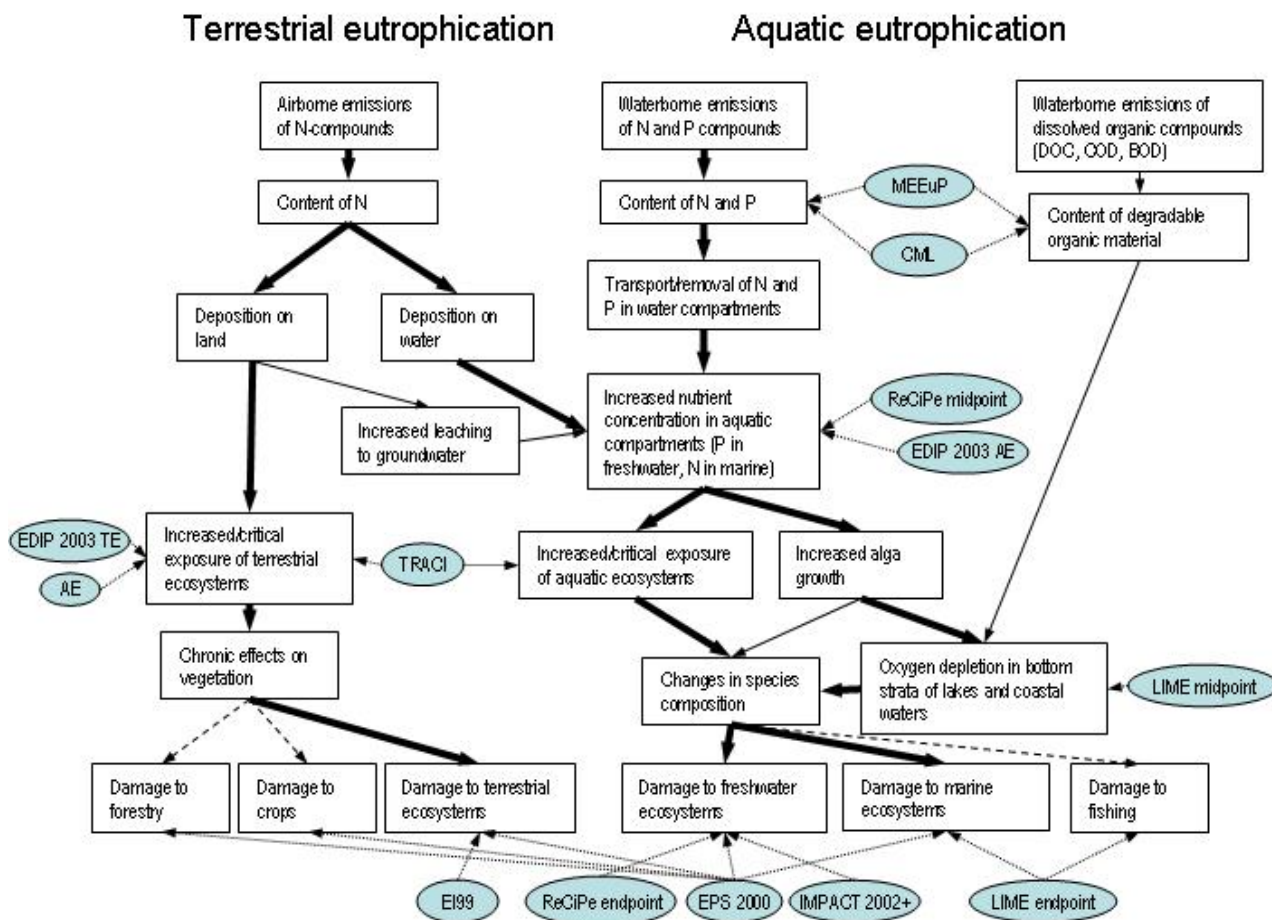 Terrestrial eutrophication
Aquatic eutrophication
Airborne emissions
of N-compounds
Waterborne emissions
of N and P compounds
Waterborne emissions of
dissolved organic compounds
(DOC, COD, BOD)
Content of N
Content of N and P
MEEuP
CML
Content of degradable
organic material
Transport/removal of N and
P in water compartments
Deposition on
land
Deposition on
water
Increased leaching
to groundwater
Increased nutrient
concentration in aquatic
compartments (P in
freshwater, N in marine)
ReCiPe midpoint
EDIP 2003 AE
EDIP 2003 TE
AE
Increased/critical
exposure of terrestrial
ecosystems
TRACI
Increased/critical exposure
of aquatic ecosystems
Increased alga
growth
Chronic effects on
vegetation
Changes in species
composition
Oxygen depletion in bottom
strata of lakes and coastal
waters
LIME midpoint
Damage to
forestry
Damage to
crops
Damage to terrestrial
ecosystems
Damage to freshwater
ecosystems
Damage to marine
ecosystems
Damage to
fishing
EI99
ReCiPe endpoint
EPS 2000
IMPACT 2002+
LIME endpoint